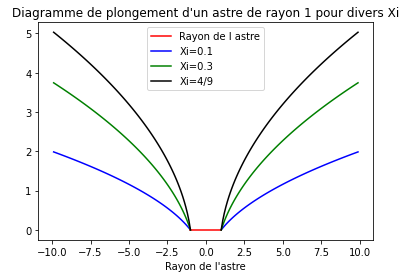 Diagramme de plongement d'un astre de rayon 1 pour divers Xi
5
4
3
2
1
0
Rayon de l astre
Xi=0.1
Xi=0.3
Xi=4/9
−10.0 −7.5 −5.0 −2.5 0.0 2.5 5.0 7.5 10.0
Rayon de l'astre